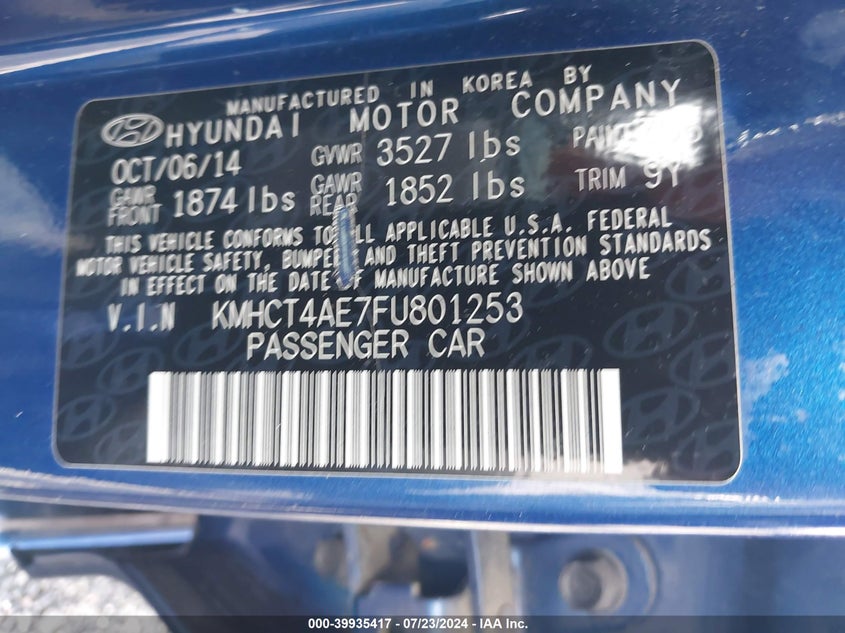 MANUFACTURED IN KOREA BY
HYUNDAI MOTOR COMPANY
OCT/06/14 GVWR 3527 lbs PAINT
GAWR FRONT 1874 lbs GAWR REAR 1852 lbs TRIM 9Y
THIS VEHICLE CONFORMS TO ALL APPLICABLE U.S.A. FEDERAL
MOTOR VEHICLE SAFETY, BUMPER AND THEFT PREVENTION STANDARDS
IN EFFECT ON THE DATE OF MANUFACTURE SHOWN ABOVE
V.I.N KMHCT4AE7FU801253
PASSENGER CAR
000-39935417 - 07/23/2024 - IAA Inc.